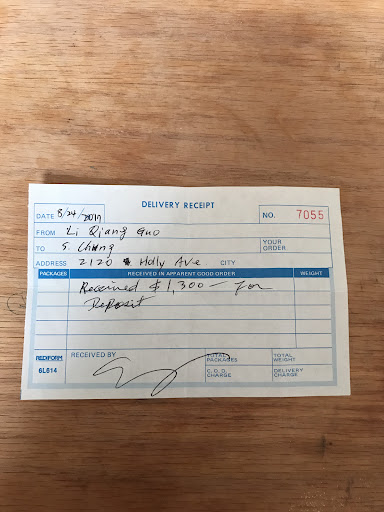 DELIVERY RECEIPT
DATE 8/24/2019
NO. 7055
FROM Li Qiang Guo
TO S. Chang
YOUR ORDER
ADDRESS 2120 Holly Ave CITY
PACKAGES RECEIVED IN APPARENT GOOD ORDER WEIGHT
Received $1,300 — For
Deposit
REDIFORM
6L614
RECEIVED BY
TOTAL PACKAGES
TOTAL WEIGHT
C.O.D. CHARGE
DELIVERY CHARGE